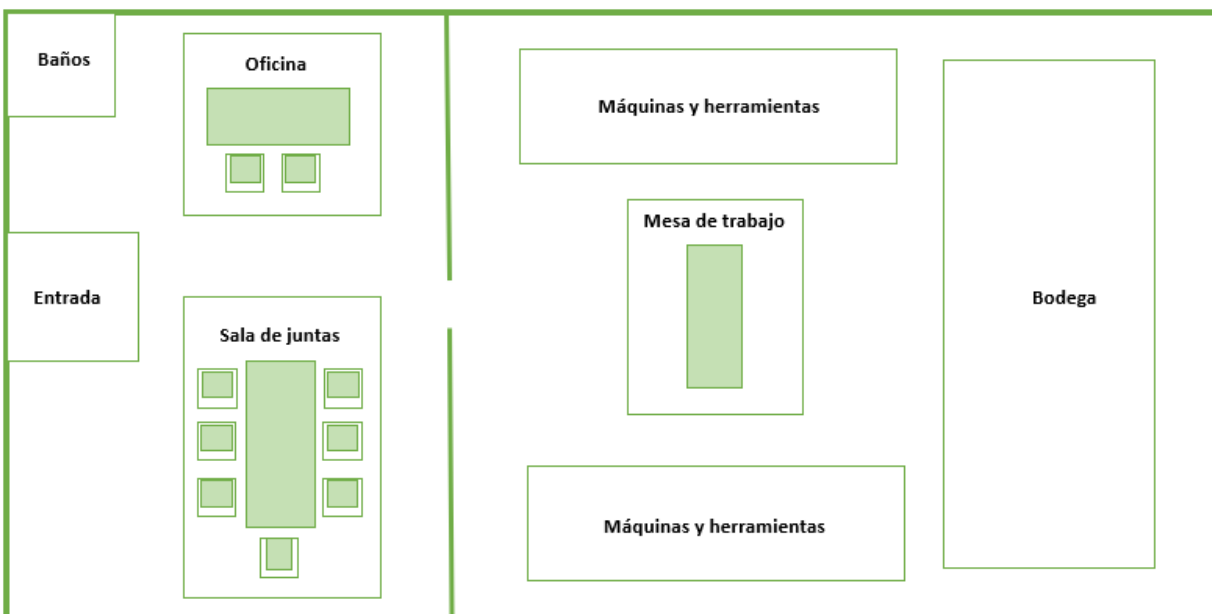 Baños
Oficina
Máquinas y herramientas
Mesa de trabajo
Entrada
Bodega
Sala de juntas
Máquinas y herramientas